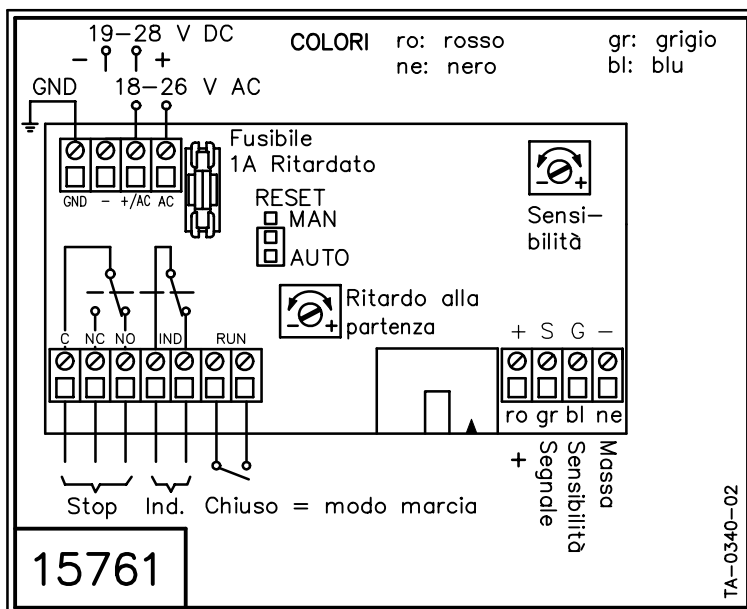 19-28 V DC
- +
COLORI ro: rosso gr: grigio
ne: nero bl: blu
GND 18-26 V AC
Fusibile
1A Ritardato
GND - +/AC AC
RESET
MAN
AUTO
- +
Sensi-
bilità
Ritardo alla
partenza
- +
C NC NO IND RUN
+ S G -
ro gr bl ne
+
Segnale
Sensibilità
Massa
Stop Ind. Chiuso = modo marcia
15761
TA-0340-02